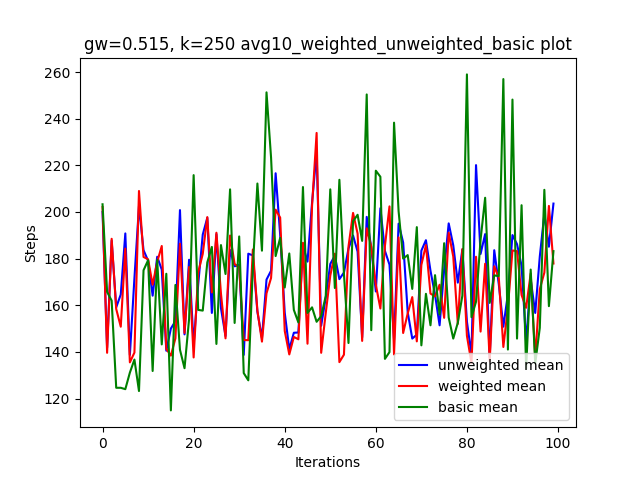 gw=0.515, k=250 avg10_weighted_unweighted_basic plot
260
240
220
200
180
160
140
120
Steps
0 20 40 60 80 100
Iterations
unweighted mean
weighted mean
basic mean